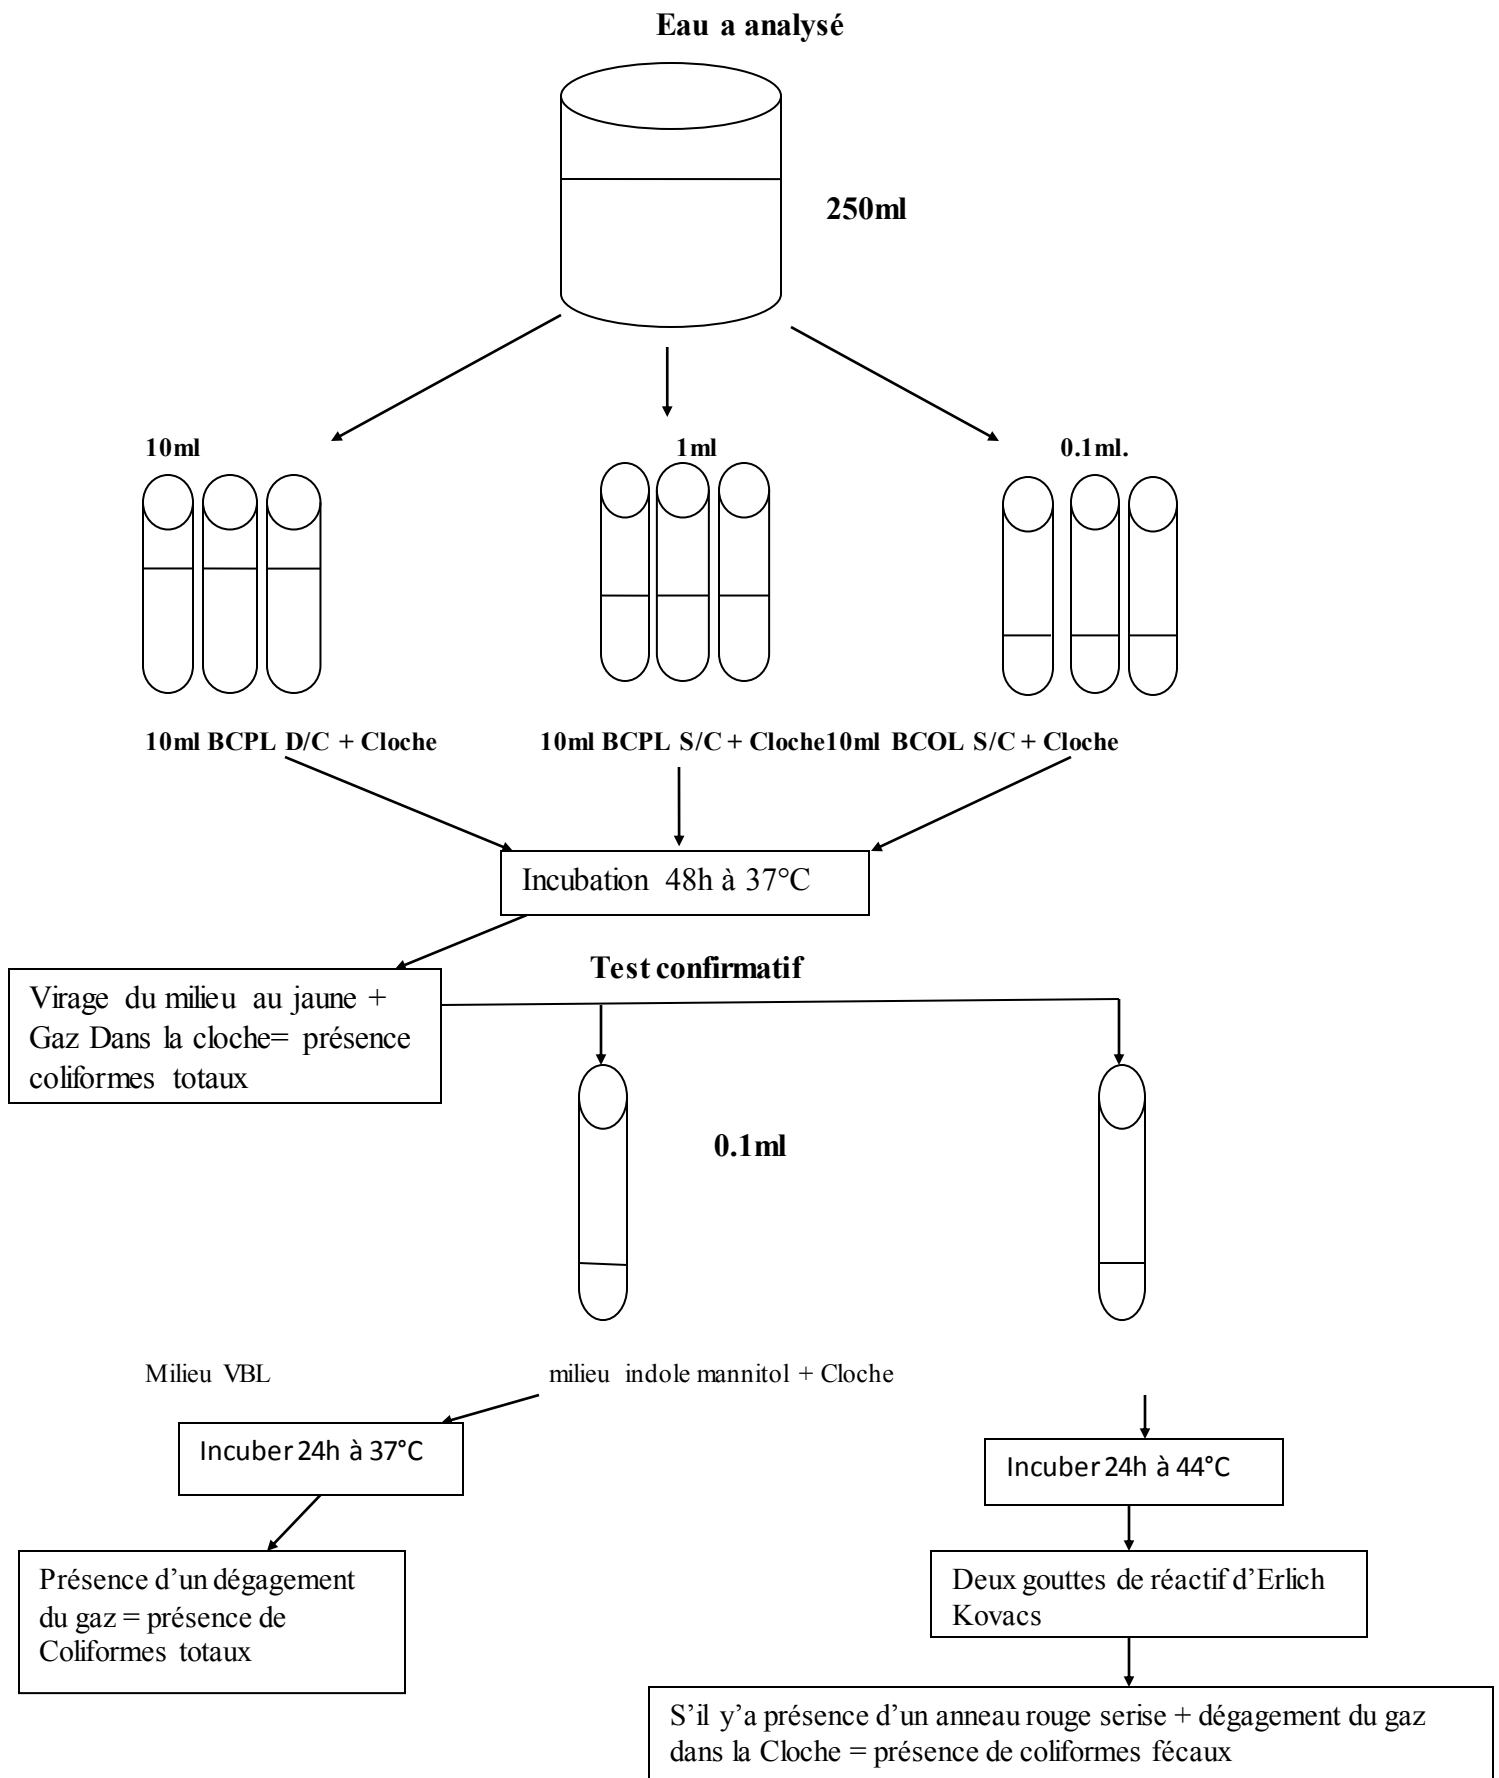 Eau a analysé
250ml
10ml
1ml
0.1ml.
10ml BCPL D/C + Cloche
10ml BCPL S/C + Cloche10ml BCOL S/C + Cloche
Incubation 48h à 37°C
Test confirmatif
Virage du milieu au jaune +
Gaz Dans la cloche= présence
coliformes totaux
0.1ml
Milieu VBL
milieu indole mannitol + Cloche
Incuber 24h à 37°C
Incuber 24h à 44°C
Présence d’un dégagement
du gaz = présence de
Coliformes totaux
Deux gouttes de réactif d’Erlich
Kovacs
S’il y’a présence d’un anneau rouge serise + dégagement du gaz
dans la Cloche = présence de coliformes fécaux